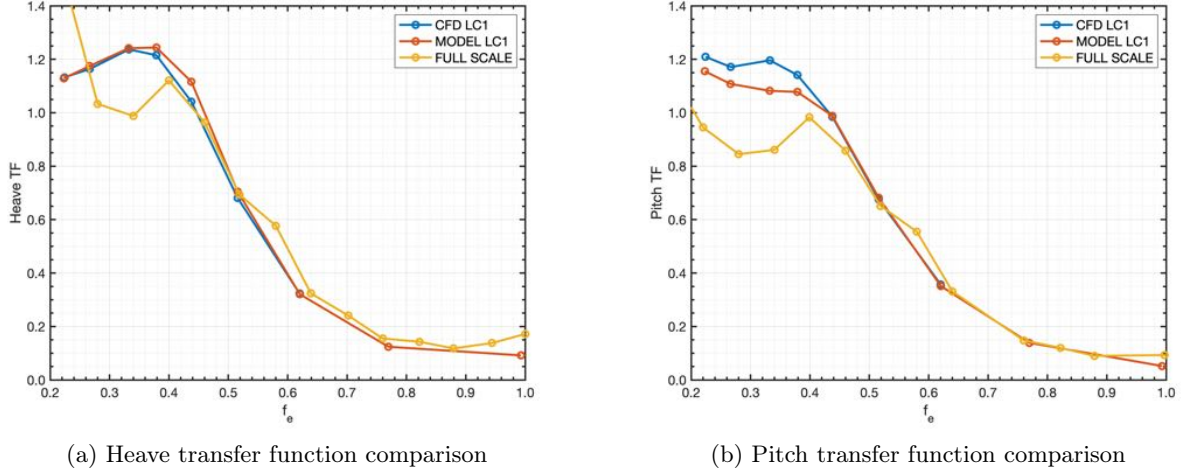 1.4
1.2
1.0
0.8
0.6
0.4
0.2
0.0
Heave TF
0.2 0.3 0.4 0.5 0.6 0.7 0.8 0.9 1.0
f_e
CFD LC1
MODEL LC1
FULL SCALE
(a) Heave transfer function comparison
1.4
1.2
1.0
0.8
0.6
0.4
0.2
0.0
Pitch TF
0.2 0.3 0.4 0.5 0.6 0.7 0.8 0.9 1.0
f_e
CFD LC1
MODEL LC1
FULL SCALE
(b) Pitch transfer function comparison